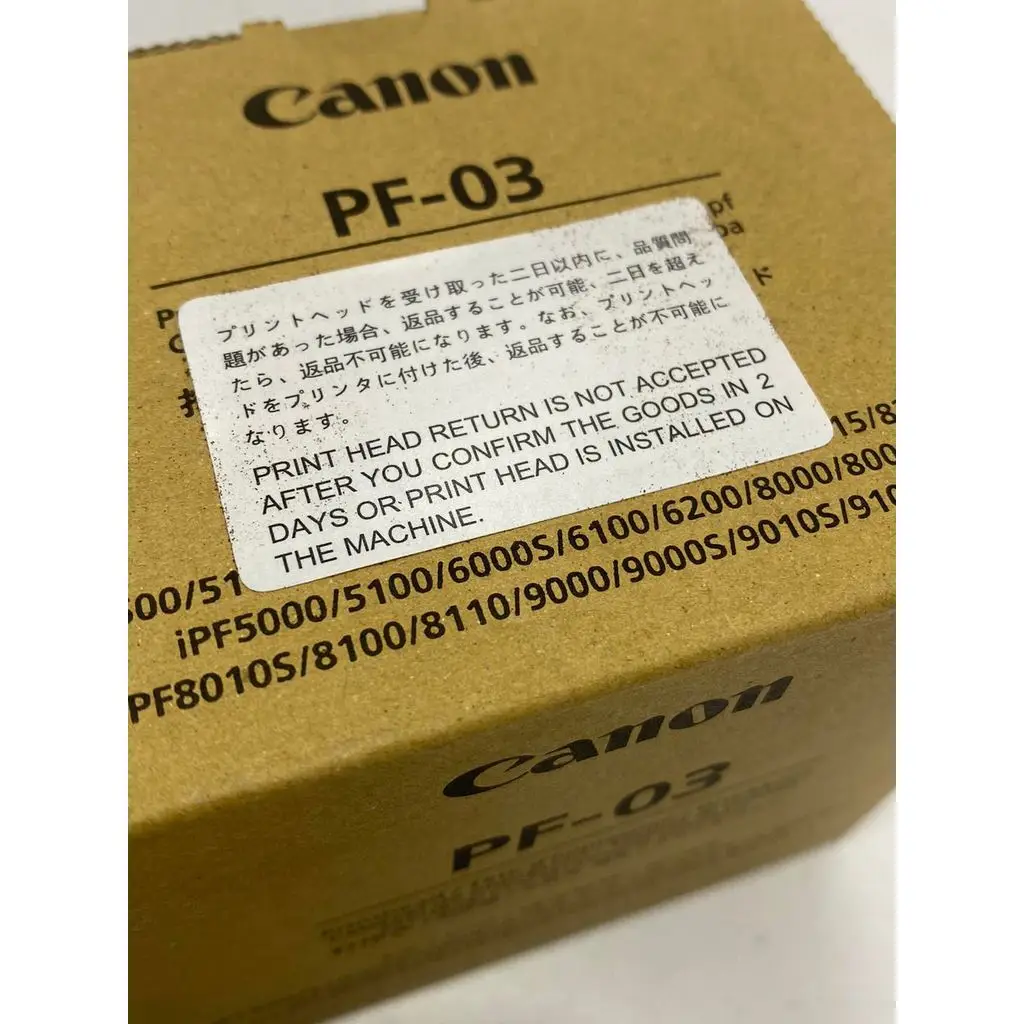 Canon
PF-03
pf
プリントヘッドを受け取った二日以内に、品質問
題があった場合、返品することが可能、二日を超え
たら、返品不可能になります。なお、プリントヘッ
ドをプリンタに付けた後、返品することが不可能に
なります。
ド
PRINT HEAD RETURN IS NOT ACCEPTED
AFTER YOU CONFIRM THE GOODS IN 2
DAYS OR PRINT HEAD IS INSTALLED ON
THE MACHINE.
500/51 15/8
iPF5000/5100/6000S/6100/6200/8000/800
PF8010S/8100/8110/9000/9000S/9010S/910
Canon
PF-03